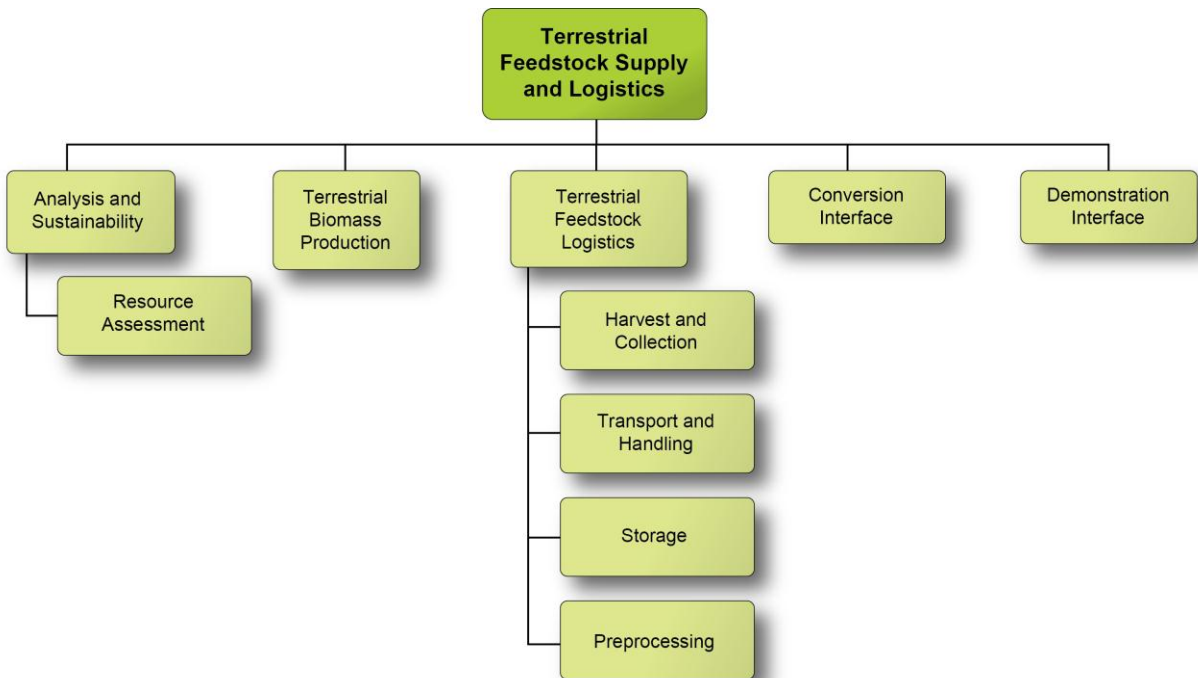 Terrestrial
Feedstock Supply
and Logistics
Analysis and
Sustainability
Terrestrial
Biomass
Production
Terrestrial
Feedstock
Logistics
Conversion
Interface
Demonstration
Interface
Resource
Assessment
Harvest and
Collection
Transport and
Handling
Storage
Preprocessing